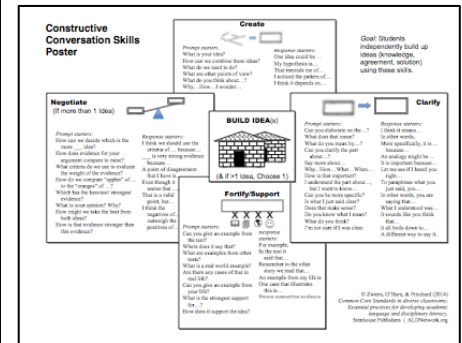 Constructive
Conversation Skills
Poster
Create
Prompt starters:
What is your idea?
How can we combine these ideas?
What do we need to do?
What are other points of view?
What do you think about…?
Why… How…I wonder…
Response starters:
One idea could be…
My hypothesis is…
That reminds me of…
I noticed the pattern of…
I think it depends on…
Goal: Students
independently build up
ideas (knowledge,
agreement, solution)
using these skills.
Negotiate
(If more than 1 Idea)
Prompt starters:
How can we decide which is the
more ___ idea?
How does evidence for your
argument compare to mine?
What criteria do we use to evaluate
the weight of the evidence?
How do we compare "apples" of…
to the "oranges" of…?
Which has the heaviest/ strongest
evidence?
What is your opinion? Why?
How might we take the best from
both ideas?
Is that evidence stronger than this
evidence?
Response starters:
I think we should use the
criteria of … because…
___ is very strong evidence
because…
A point of disagreement
that I have is…
Even though it
seems that…
That is a valid
point, but…
I think the
negatives of…
outweigh the
positives of…
BUILD IDEA(s)
(& if >1 Idea, Choose 1)
Clarify
Prompt starters:
Can you elaborate on the…?
What does that mean?
What do you mean by…?
Can you clarify the part
about…?
Say more about…
Why…How…What…When…
How is that important?
I understand the part about…,
but I want to know…
Can you be more specific?
In what I just said clear?
Does that make sense?
Do you know what I mean?
What do you think?
I'm not sure if I was clear.
Response starters:
I think it means…
In other words,
More specifically, it is…
because…
An analogy might be…
It is important because…
Let me see if I heard you
right…
To paraphrase what you
just said, you…
In other words, you are
saying that…
What I understood was…
It sounds like you think
that…
It all boils down to…
A different way to say it..
Fortify/Support
Prompt starters:
Can you give an example from
the text?
Where does it say that?
What are examples from other
texts?
What is a real world example?
Are there any cases of that in
real life?
Can you give an example from
your life?
What is the strongest support
for…?
How does it support the idea?
Response
starters:
For example,
In the text it
said that…
Remember in the other
story we read that…
An example from my life is
One case that illustrates
this is…
Strong supporting evidence
© Zwiers, O'Hara, & Pritchard (2014)
Common Core Standards in diverse classrooms:
Essential practices for developing academic
language and disciplinary literacy.
Stenhouse Publishers | ALDNetwork.org